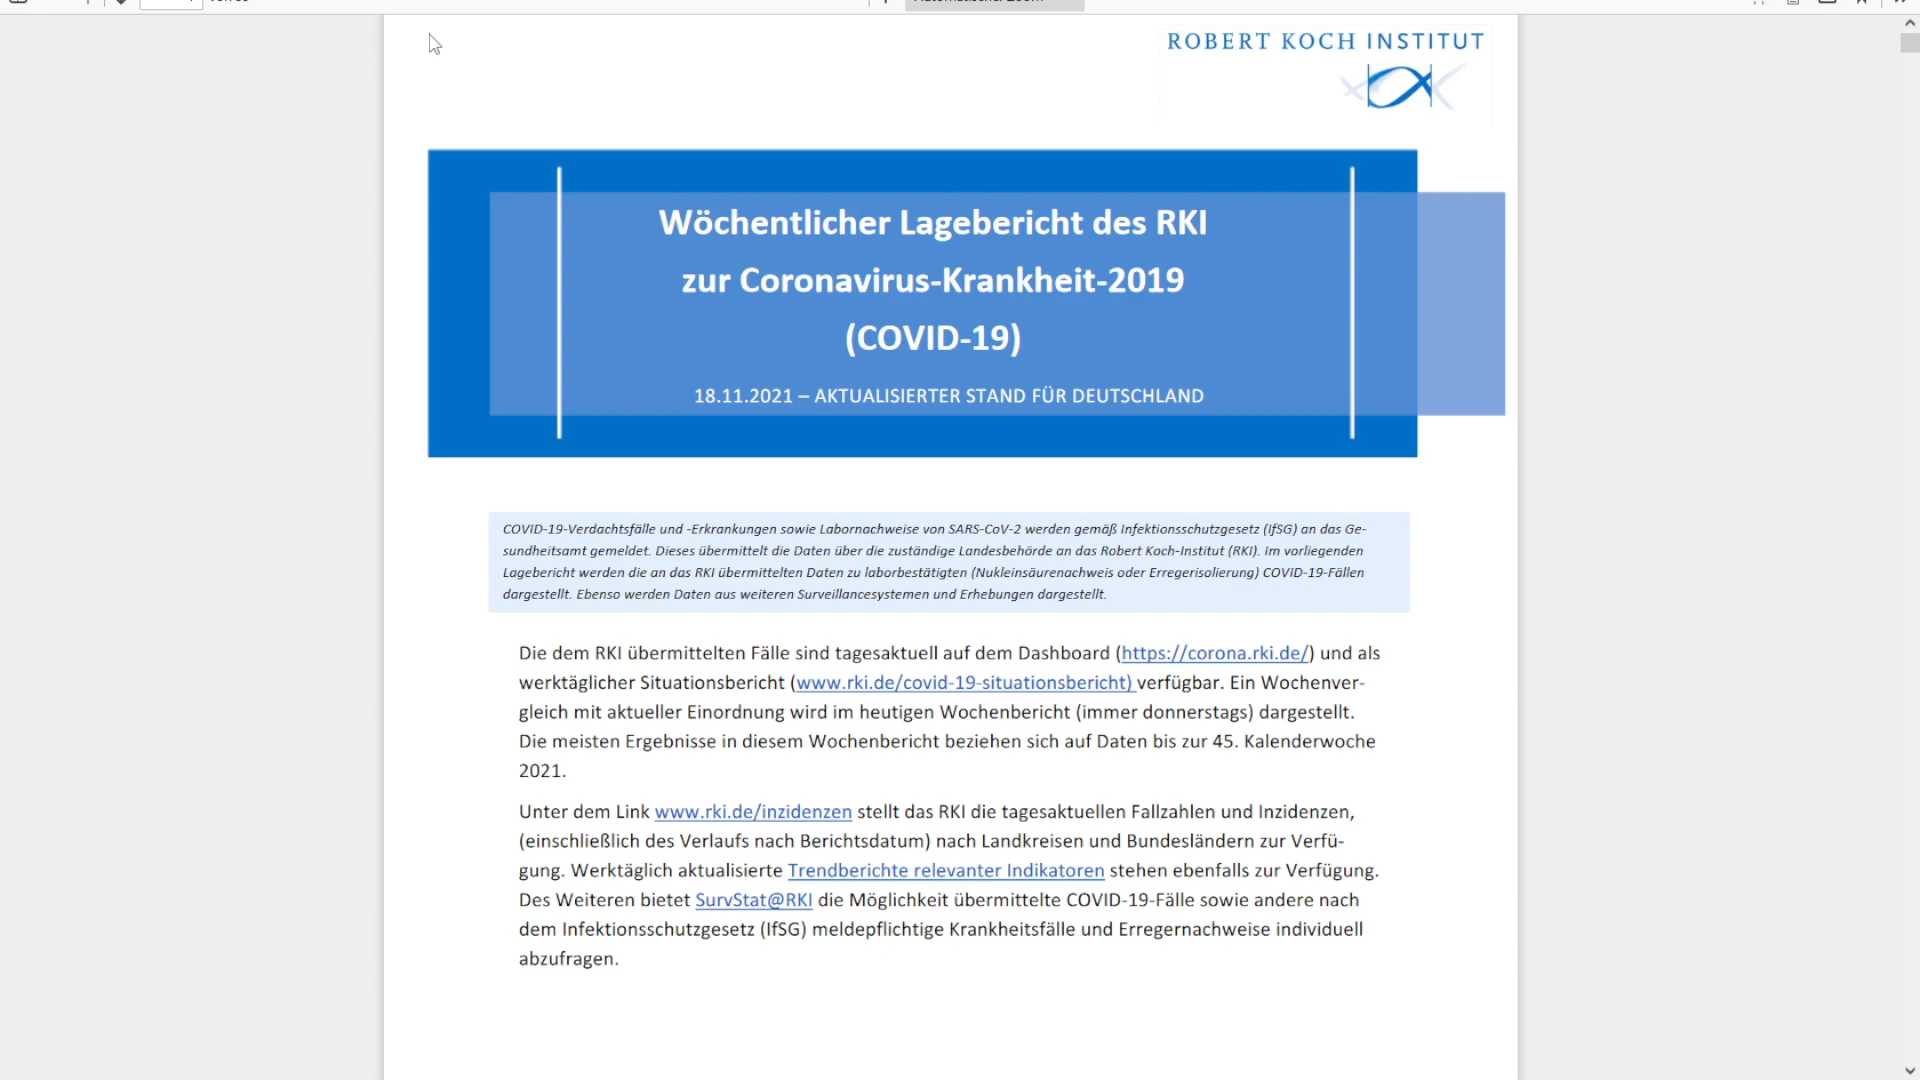 ROBERT KOCH INSTITUT
Wöchentlicher Lagebericht des RKI
zur Coronavirus-Krankheit-2019
(COVID-19)
18.11.2021 – AKTUALISIERTER STAND FÜR DEUTSCHLAND
COVID-19-Verdachtsfälle und -Erkrankungen sowie Labornachweise von SARS-CoV-2 werden gemäß Infektionsschutzgesetz (IfSG) an das Ge-
sundheitsamt gemeldet. Dieses übermittelt die Daten über die zuständige Landesbehörde an das Robert Koch-Institut (RKI). Im vorliegenden
Lagebericht werden die an das RKI übermittelten Daten zu laborbestätigten (Nukleinsäurenachweis oder Erregerisolierung) COVID-19-Fällen
dargestellt. Ebenso werden Daten aus weiteren Surveillancesystemen und Erhebungen dargestellt.
Die dem RKI übermittelten Fälle sind tagesaktuell auf dem Dashboard (https://corona.rki.de/) und als
werktäglicher Situationsbericht (www.rki.de/covid-19-situationsbericht) verfügbar. Ein Wochenver-
gleich mit aktueller Einordnung wird im heutigen Wochenbericht (immer donnerstags) dargestellt.
Die meisten Ergebnisse in diesem Wochenbericht beziehen sich auf Daten bis zur 45. Kalenderwoche
2021.
Unter dem Link www.rki.de/inzidenzen stellt das RKI die tagesaktuellen Fallzahlen und Inzidenzen,
(einschließlich des Verlaufs nach Berichtsdatum) nach Landkreisen und Bundesländern zur Verfü-
gung. Werktäglich aktualisierte Trendberichte relevanter Indikatoren stehen ebenfalls zur Verfügung.
Des Weiteren bietet SurvStat@RKI die Möglichkeit übermittelte COVID-19-Fälle sowie andere nach
dem Infektionsschutzgesetz (IfSG) meldepflichtige Krankheitsfälle und Erregernachweise individuell
abzufragen.